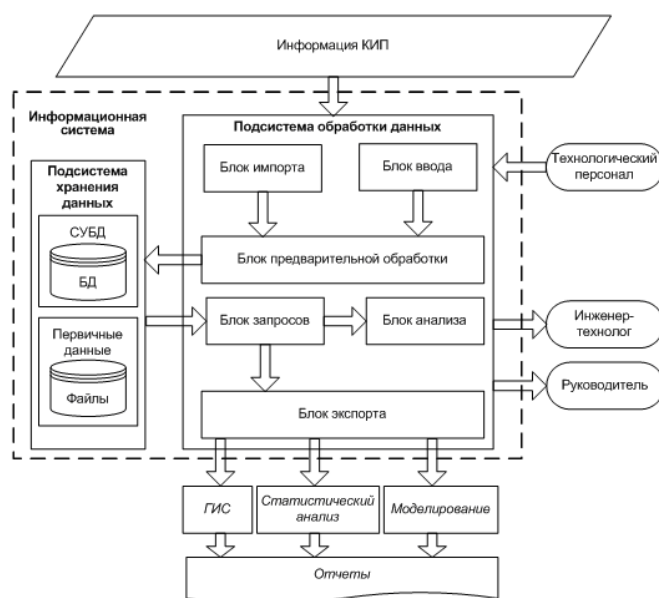 Информация КИП
Информационная
система
Подсистема обработки данных
Подсистема
хранения
данных
Блок импорта
Блок ввода
Технологический
персонал
СУБД
БД
Блок предварительной обработки
Первичные
данные
Файлы
Блок запросов
Блок анализа
Инженер-
технолог
Руководитель
Блок экспорта
ГИС
Статистический
анализ
Моделирование
Отчеты